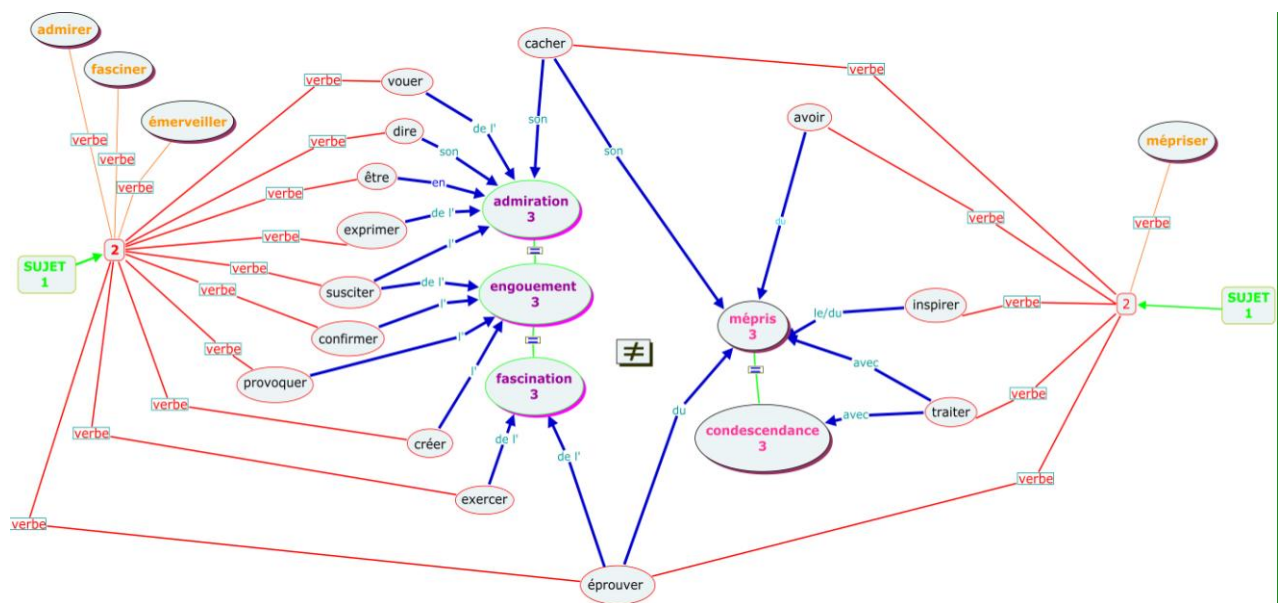 admirer
cacher
fasciner
verbe
verbe
vouer
émerveiller
avoir
de l'
son
verbe
dire
verbe
verbe
verbe
son
verbe
mépriser
son
verbe
verbe
être
en
verbe
admiration
3
exprimer
de l'
du
verbe
verbe
2
l'
=
SUJET
1
verbe
susciter
de l'
engouement
3
inspirer
verbe
2
SUJET
1
verbe
le/du
mépris
3
confirmer
l'
l'
=
≠
verbe
provoquer
l'
fascination
3
avec
=
verbe
verbe
du
traiter
avec
condescendance
3
verbe
créer
de l'
de l'
verbe
exercer
verbe
éprouver